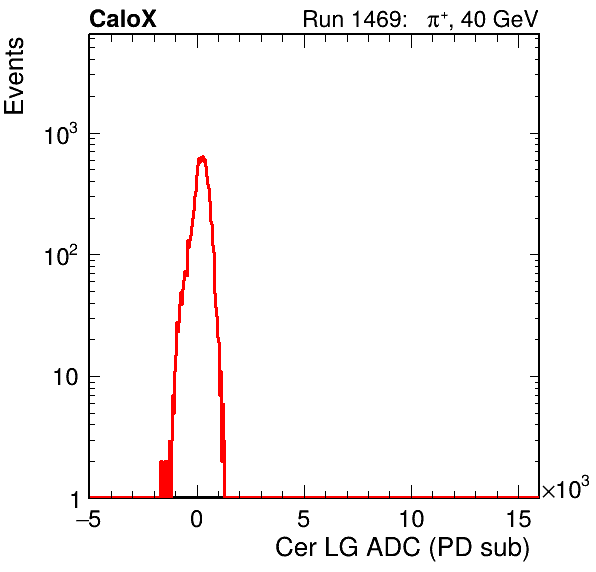 CaloX Run 1469: π⁺, 40 GeV
Events
10³
10²
10
1
−5 0 5 10 15 ×10³
Cer LG ADC (PD sub)